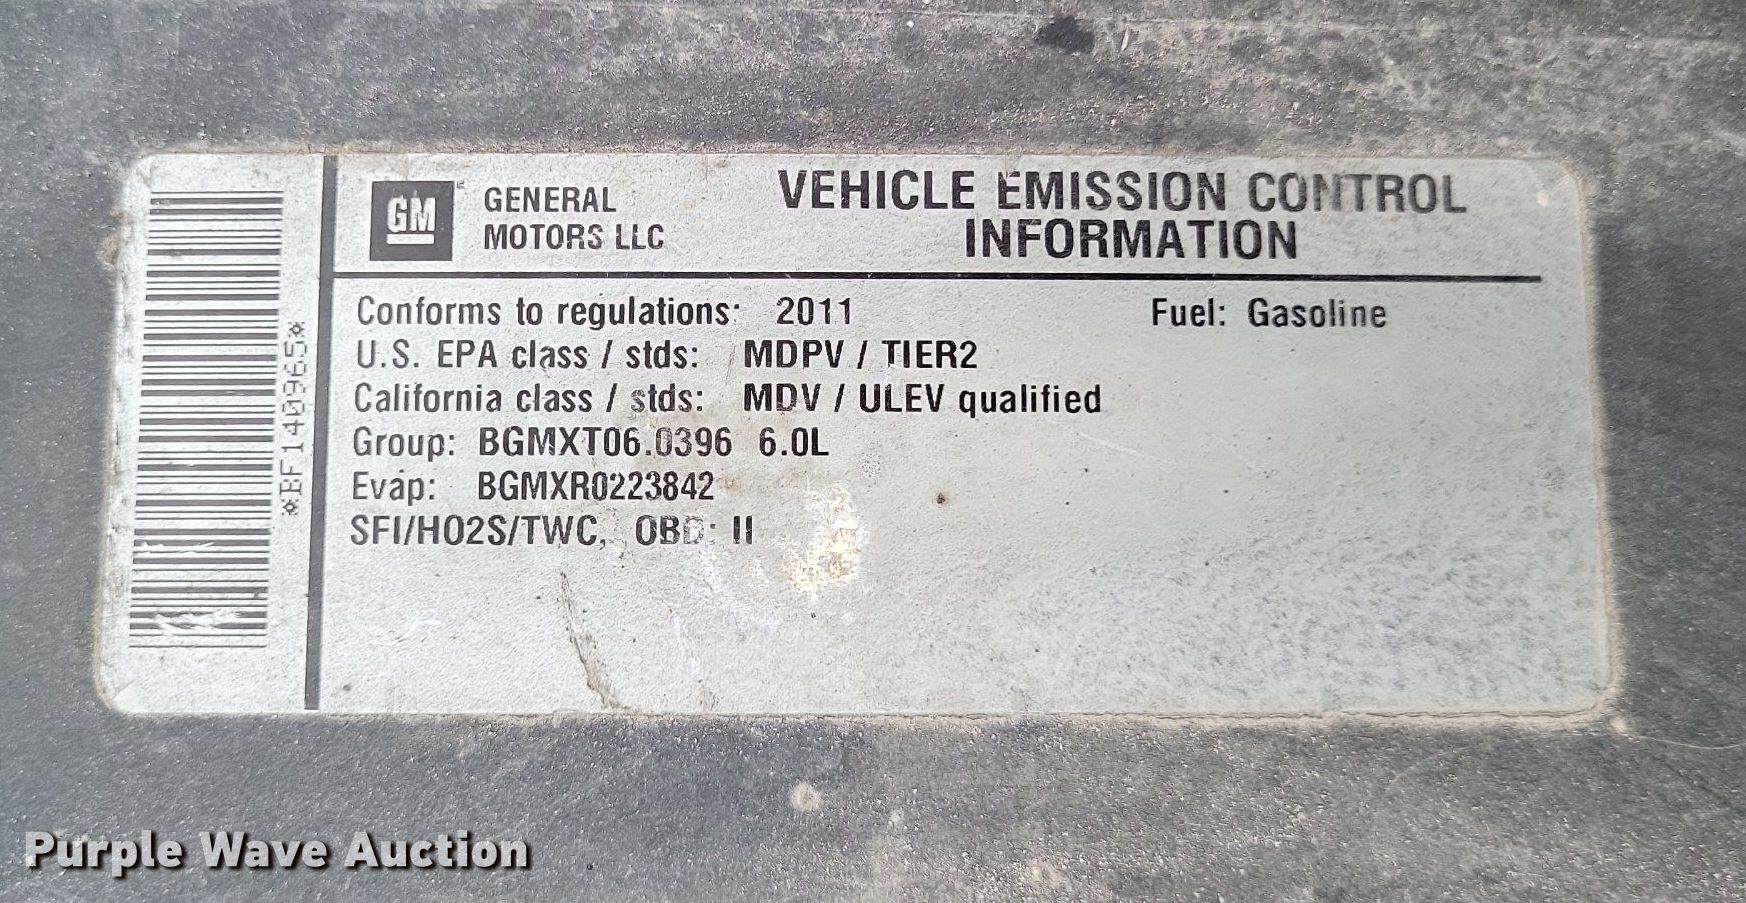 GM GENERAL
MOTORS LLC
VEHICLE EMISSION CONTROL
INFORMATION
Conforms to regulations: 2011 Fuel: Gasoline
U.S. EPA class / stds: MDPV / TIER2
California class / stds: MDV / ULEV qualified
Group: BGMXT06.0396 6.0L
Evap: BGMXR0223842
SFI/HO2S/TWC, OBD: II
*BF140965*
Purple Wave Auction